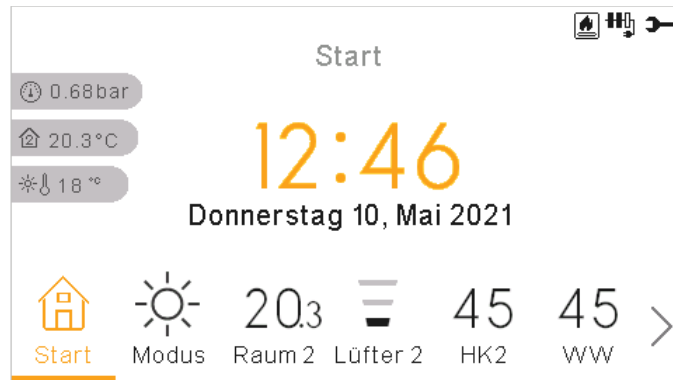 Start
0.68bar
2 20.3°C
18 °C
12:46
Donnerstag 10, Mai 2021
20.3 45 45
Start Modus Raum 2 Lüfter 2 HK2 WW